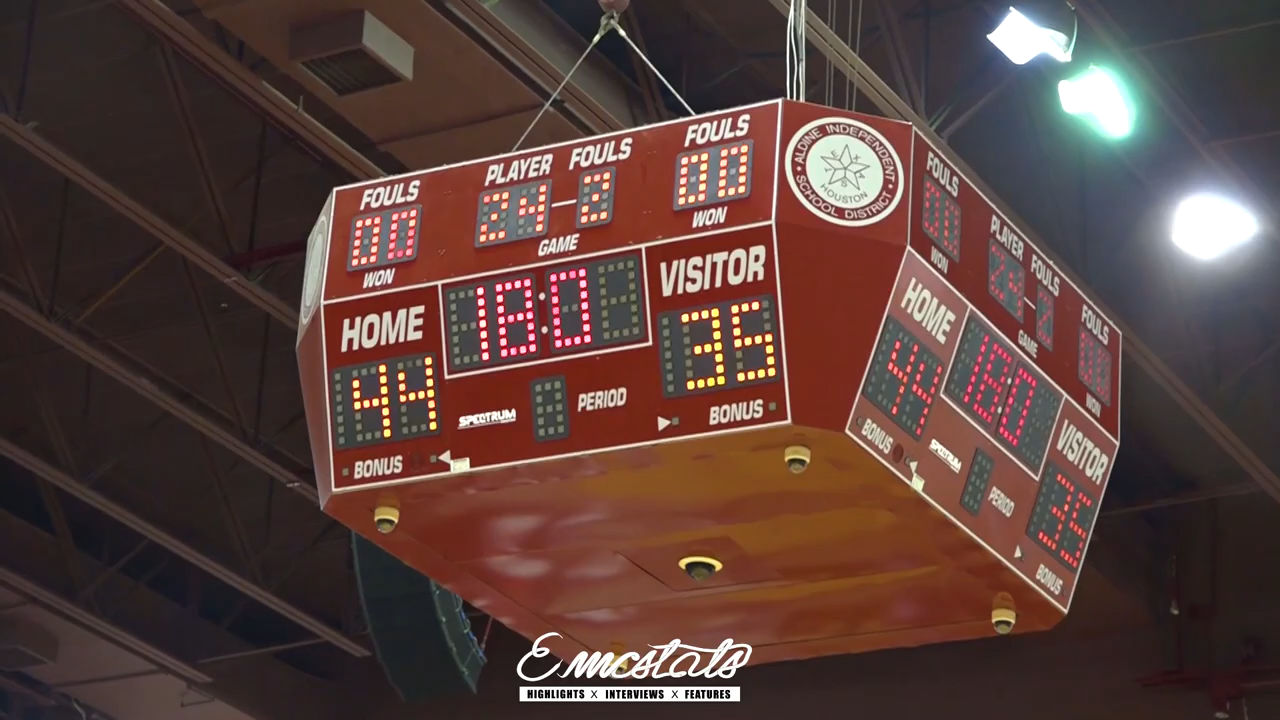 FOULS PLAYER FOULS FOULS
00 24 - 2 00
WON GAME WON
HOME 18:0 VISITOR
44 35
SPECTRUM PERIOD
BONUS BONUS
ALDINE INDEPENDENT
SCHOOL DISTRICT
HOUSTON
FOULS
PLAYER
FOULS
FOULS
WON
GAME
WON
HOME
18:0
VISITOR
44
35
BONUS
SPECTRUM
PERIOD
BONUS
Emcstats
HIGHLIGHTS X INTERVIEWS X FEATURES